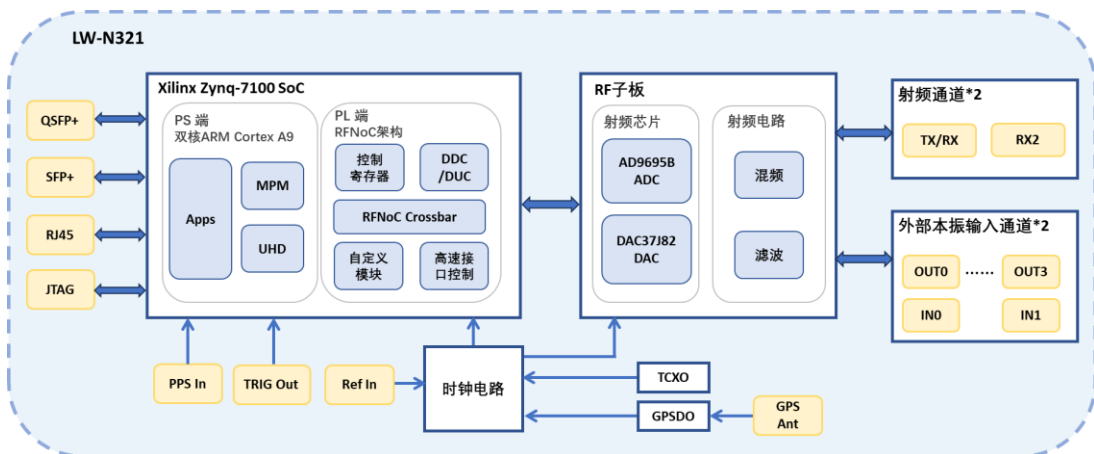 LW-N321
QSFP+
SFP+
RJ45
JTAG
Xilinx Zynq-7100 SoC
PS 端
双核ARM Cortex A9
Apps
MPM
UHD
PL 端
RFNoC架构
控制
寄存器
DDC
/DUC
RFNoC Crossbar
自定义
模块
高速接
口控制
RF子板
射频芯片
AD9695B
ADC
DAC37J82
DAC
射频电路
混频
滤波
射频通道*2
TX/RX
RX2
外部本振输入通道*2
OUT0
……
OUT3
IN0
IN1
PPS In
TRIG Out
Ref In
时钟电路
TCXO
GPSDO
GPS
Ant